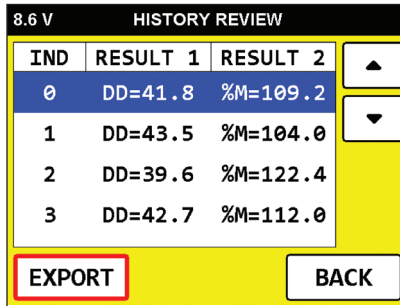 8.6 V HISTORY REVIEW
IND RESULT 1 RESULT 2
0 DD=41.8 %M=109.2
1 DD=43.5 %M=104.0
2 DD=39.6 %M=122.4
3 DD=42.7 %M=112.0
EXPORT BACK